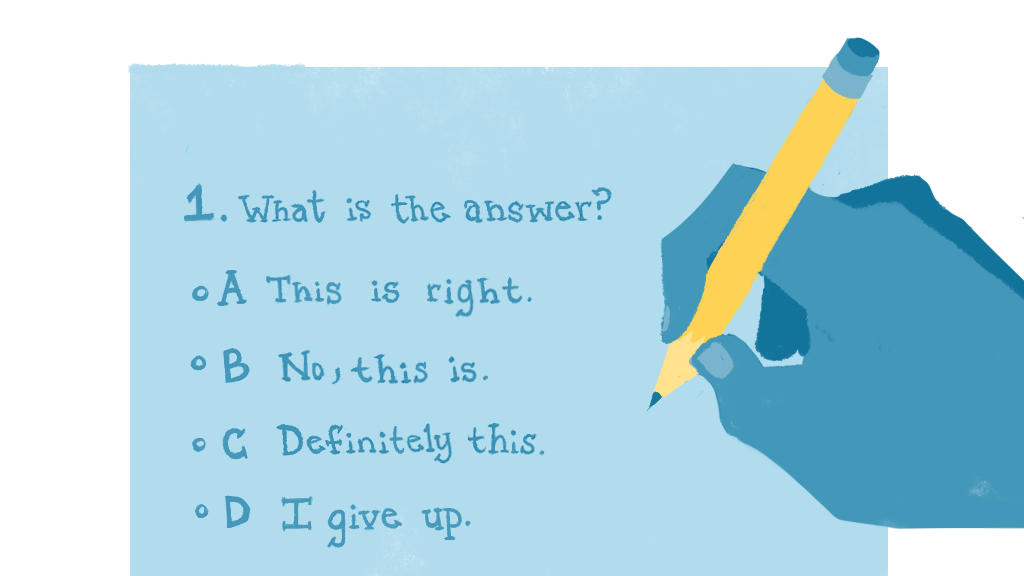 1. What is the answer?
A This is right.
B No, this is.
C Definitely this.
D I give up.